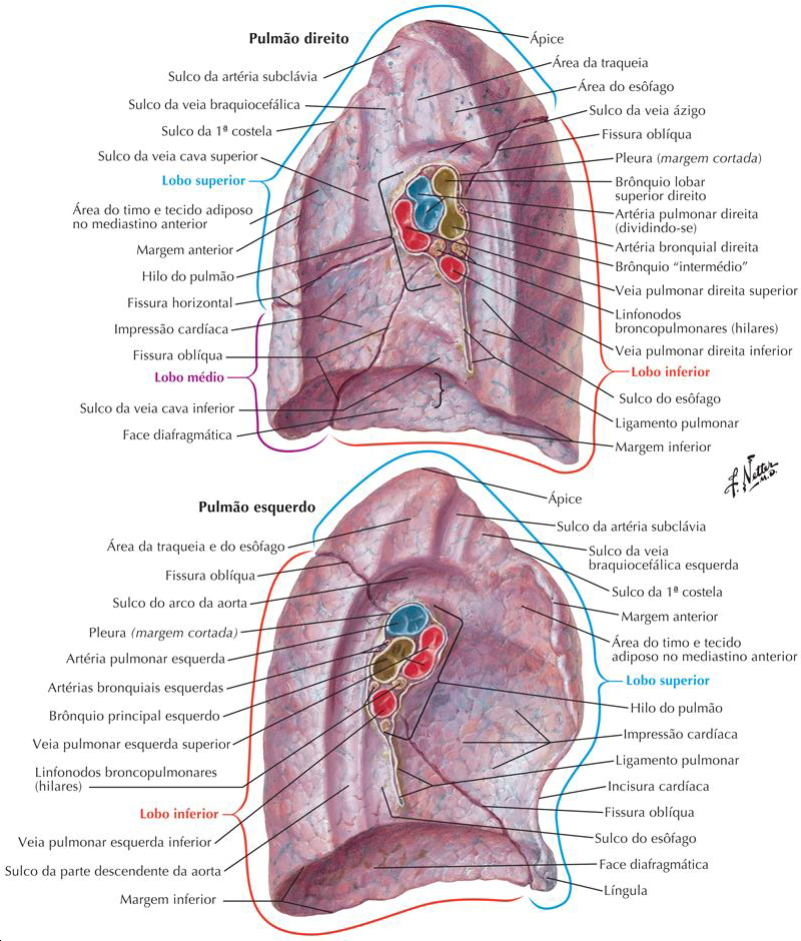 Pulmão direito
Sulco da artéria subclávia
Sulco da veia braquiocefálica
Sulco da 1ª costela
Sulco da veia cava superior
Lobo superior
Área do timo e tecido adiposo
no mediastino anterior
Margem anterior
Hilo do pulmão
Fissura horizontal
Impressão cardíaca
Fissura oblíqua
Lobo médio
Sulco da veia cava inferior
Face diafragmática
Ápice
Área da traqueia
Área do esôfago
Sulco da veia ázigo
Fissura oblíqua
Pleura (margem cortada)
Brônquio lobar
superior direito
Artéria pulmonar direita
(dividindo-se)
Artéria bronquial direita
Brônquio “intermédio”
Veia pulmonar direita superior
Linfonodos
broncopulmonares (hilares)
Veia pulmonar direita inferior
Lobo inferior
Sulco do esôfago
Ligamento pulmonar
Margem inferior
F. Netter
M.D.
Pulmão esquerdo
Área da traqueia e do esôfago
Fissura oblíqua
Sulco do arco da aorta
Pleura (margem cortada)
Artéria pulmonar esquerda
Artérias bronquiais esquerdas
Brônquio principal esquerdo
Veia pulmonar esquerda superior
Linfonodos broncopulmonares
(hilares)
Lobo inferior
Veia pulmonar esquerda inferior
Sulco da parte descendente da aorta
Margem inferior
Ápice
Sulco da artéria subclávia
Sulco da veia
braquiocefálica esquerda
Sulco da 1ª costela
Margem anterior
Área do timo e tecido
adiposo no mediastino anterior
Lobo superior
Hilo do pulmão
Impressão cardíaca
Ligamento pulmonar
Incisura cardíaca
Fissura oblíqua
Sulco do esôfago
Face diafragmática
Língula